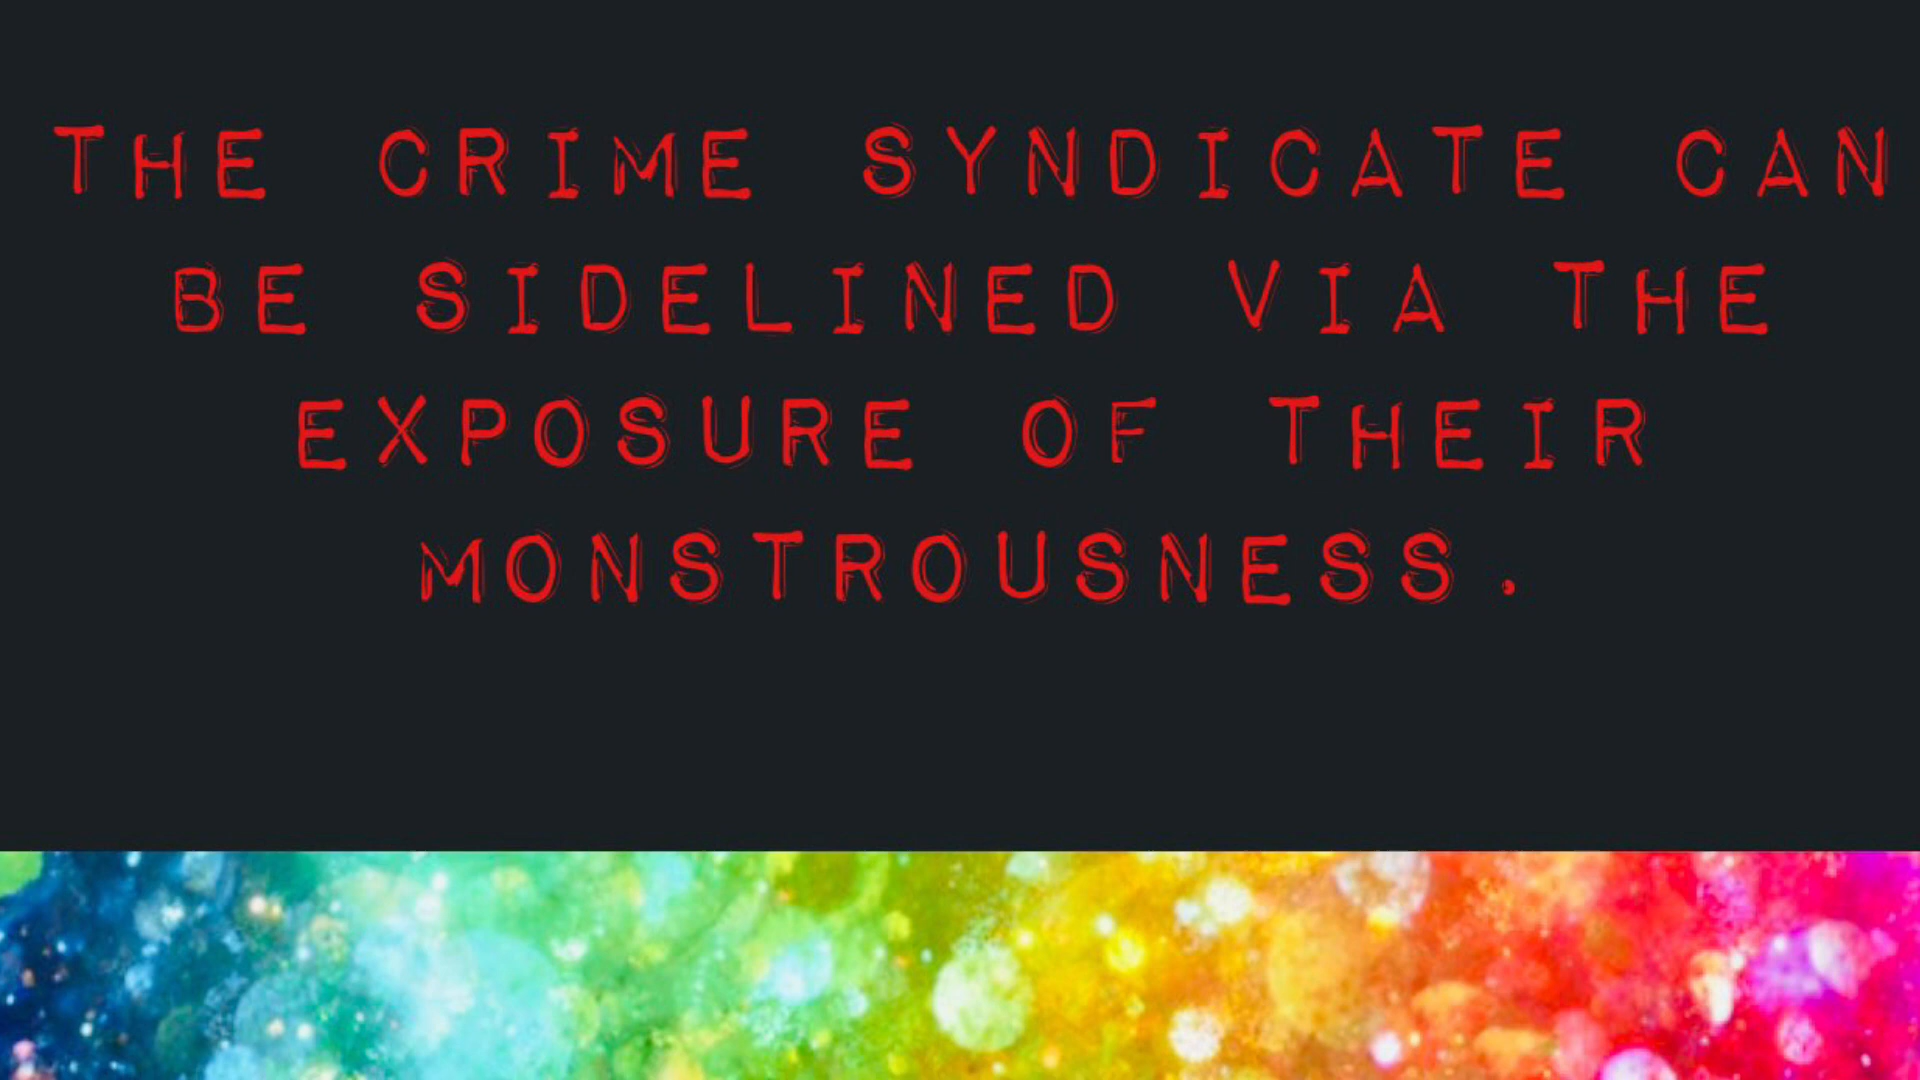 THE CRIME SYNDICATE CAN
BE SIDELINED VIA THE
EXPOSURE OF THEIR
MONSTROUSNESS.